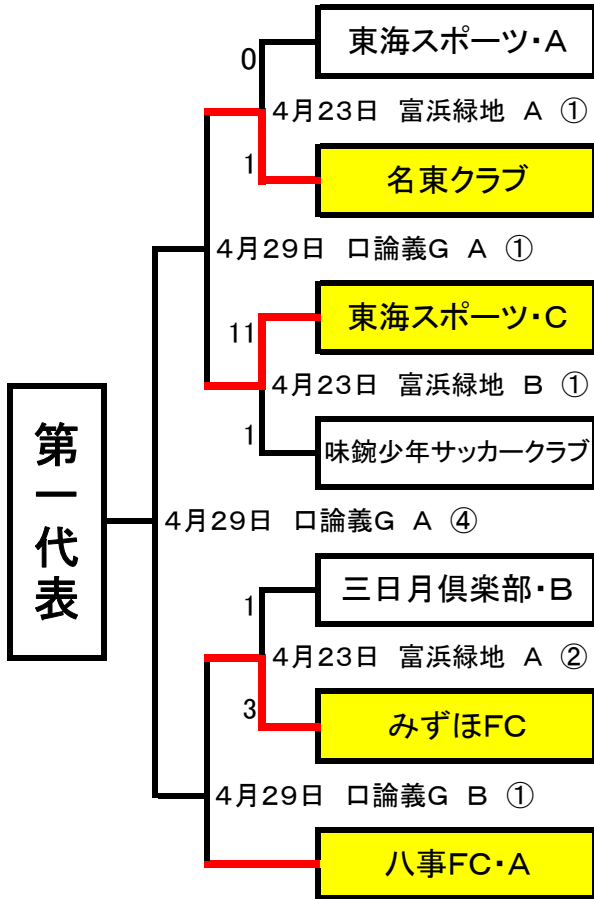 東海スポーツ・A
0
4月23日 富浜緑地 A ①
1
名東クラブ
4月29日 口論義G A ①
東海スポーツ・C
11
4月23日 富浜緑地 B ①
1
味鋺少年サッカークラブ
第一代表
4月29日 口論義G A ④
三日月倶楽部・B
1
4月23日 富浜緑地 A ②
3
みずほFC
4月29日 口論義G B ①
八事FC・A